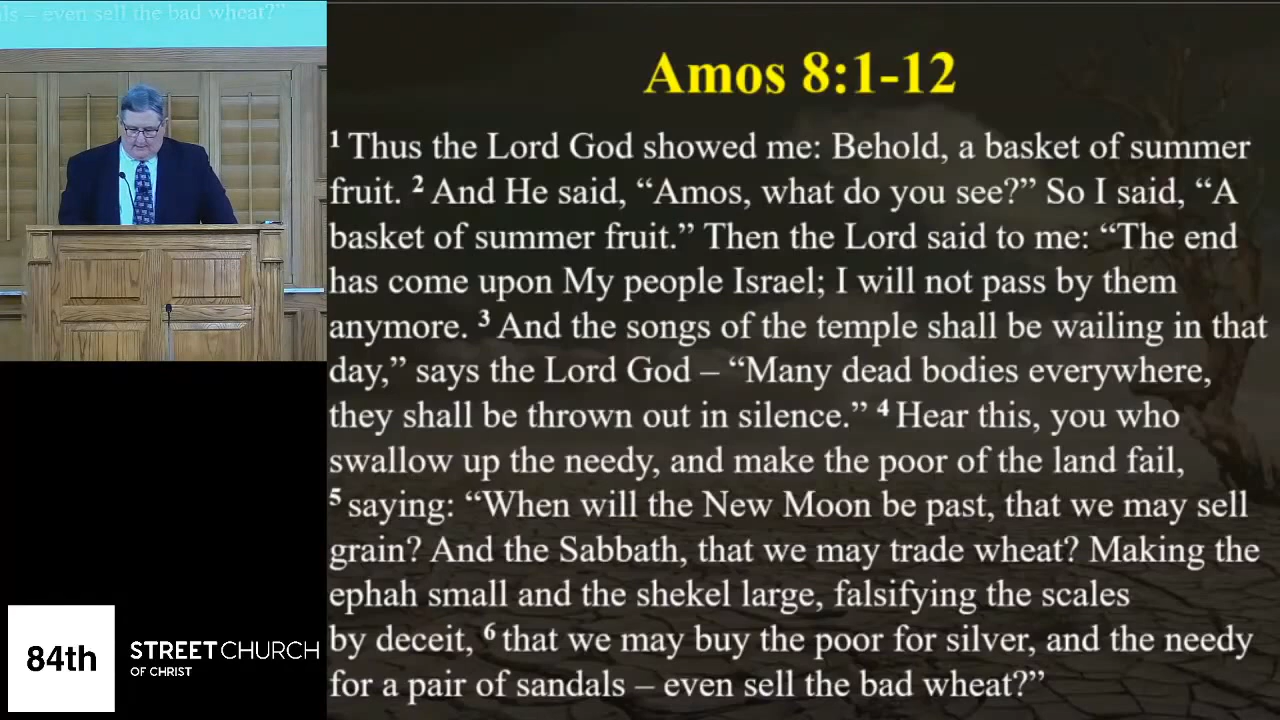 ls – even sell the bad wheat?”
Amos 8:1-12
1 Thus the Lord God showed me: Behold, a basket of summer
fruit. 2 And He said, “Amos, what do you see?” So I said, “A
basket of summer fruit.” Then the Lord said to me: “The end
has come upon My people Israel; I will not pass by them
anymore. 3 And the songs of the temple shall be wailing in that
day,” says the Lord God – “Many dead bodies everywhere,
they shall be thrown out in silence.” 4 Hear this, you who
swallow up the needy, and make the poor of the land fail,
5 saying: “When will the New Moon be past, that we may sell
grain? And the Sabbath, that we may trade wheat? Making the
ephah small and the shekel large, falsifying the scales
by deceit, 6 that we may buy the poor for silver, and the needy
for a pair of sandals – even sell the bad wheat?”
84th
STREET CHURCH
OF CHRIST